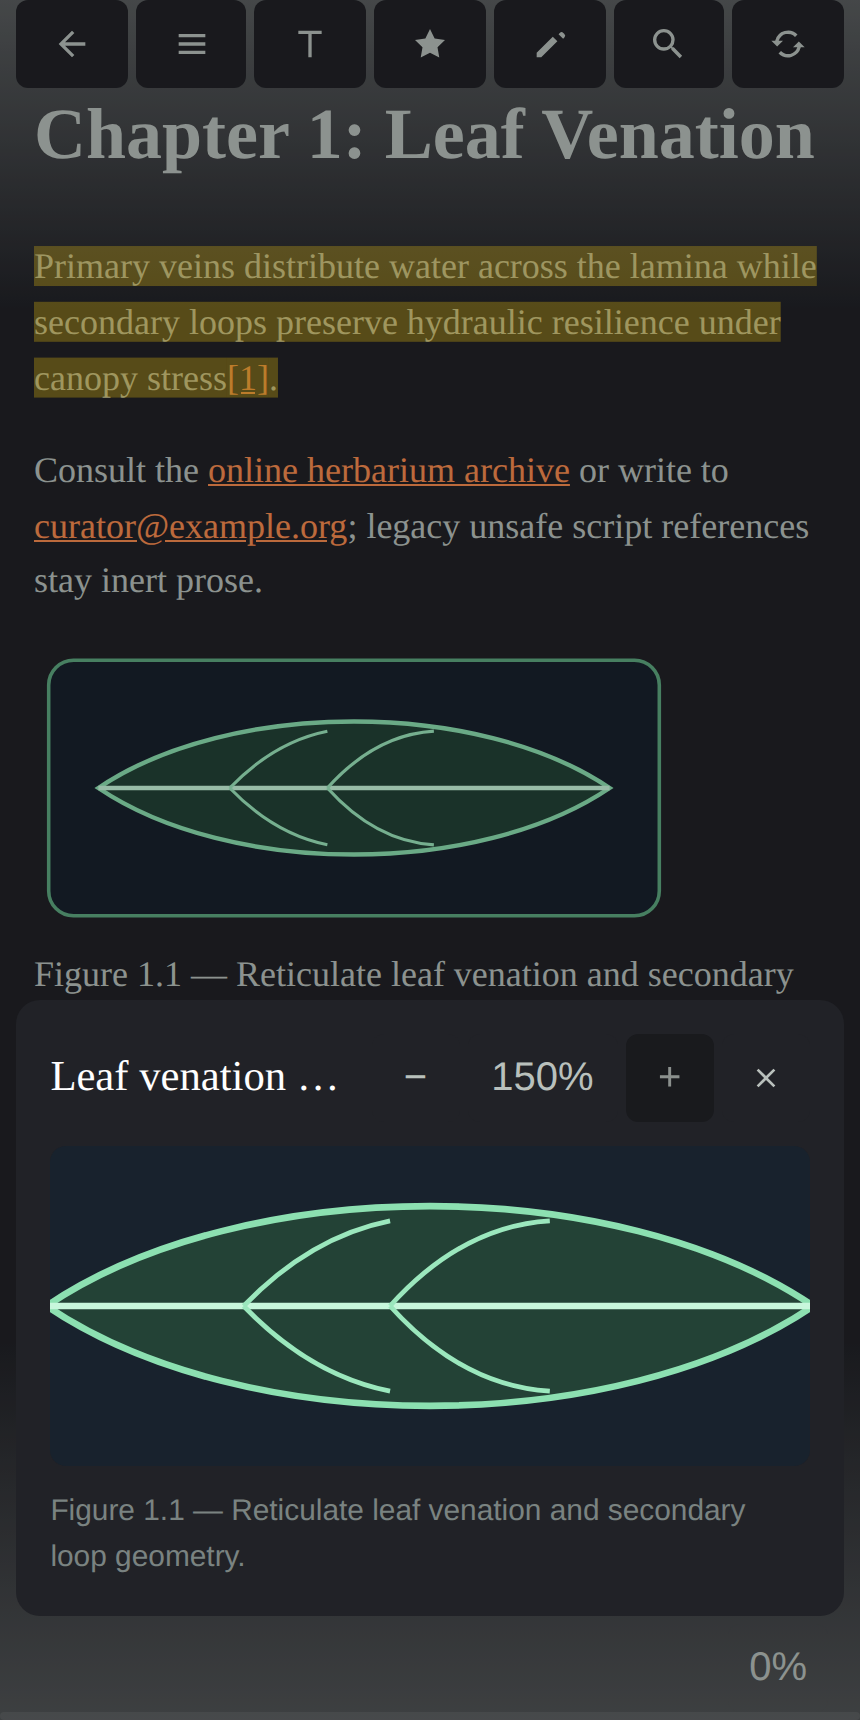 Chapter 1: Leaf Venation
Primary veins distribute water across the lamina while
secondary loops preserve hydraulic resilience under
canopy stress[1].
Consult the online herbarium archive or write to
curator@example.org; legacy unsafe script references
stay inert prose.
Figure 1.1 — Reticulate leaf venation and secondary
Leaf venation … − 150% + ×
Figure 1.1 — Reticulate leaf venation and secondary
loop geometry.
0%